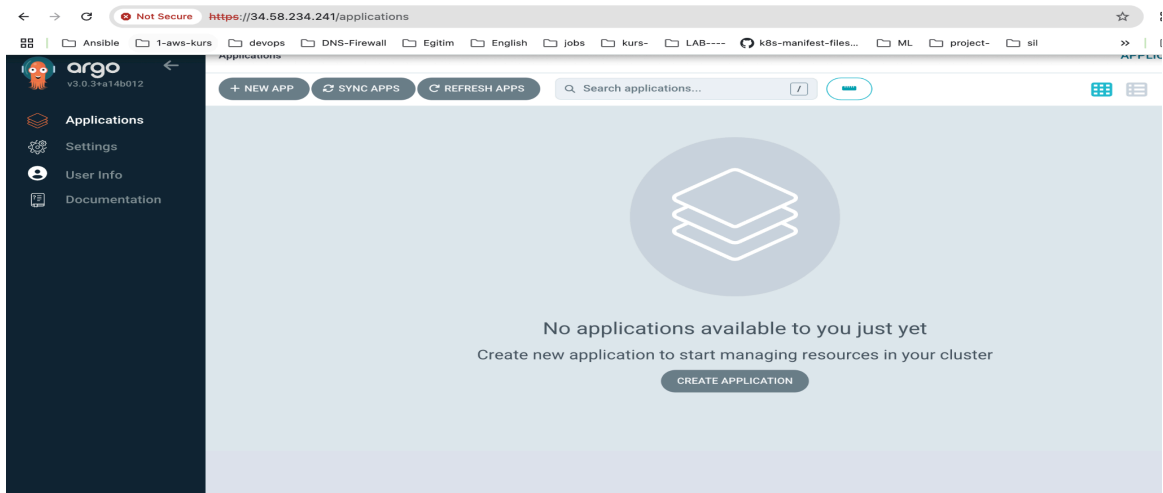 Not Secure https://34.58.234.241/applications
Ansible 1-aws-kurs devops DNS-Firewall Egitim English jobs kurs- LAB---- k8s-manifest-files... ML project- sil »
argo
v3.0.3+a14b012
Applications
Settings
User Info
Documentation
Applications
+ NEW APP SYNC APPS REFRESH APPS Search applications... /
No applications available to you just yet
Create new application to start managing resources in your cluster
CREATE APPLICATION